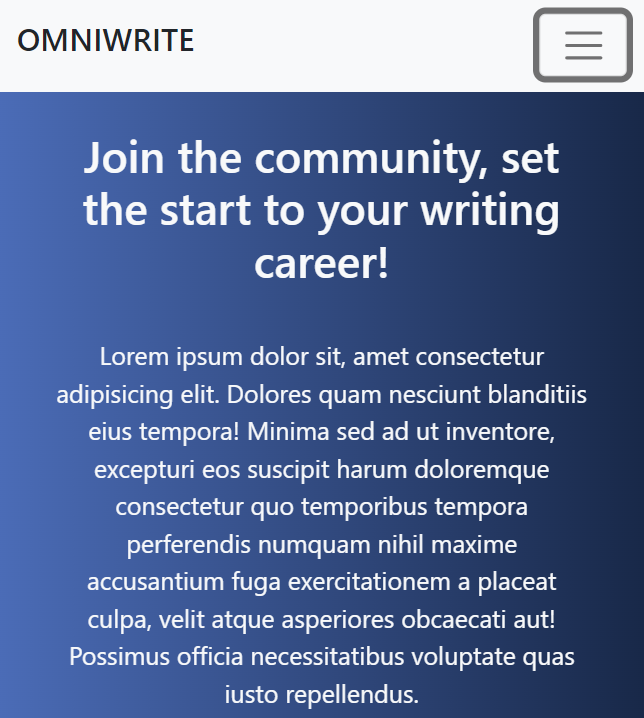 OMNIWRITE
Join the community, set
the start to your writing
career!
Lorem ipsum dolor sit, amet consectetur
adipisicing elit. Dolores quam nesciunt blanditiis
eius tempora! Minima sed ad ut inventore,
excepturi eos suscipit harum doloremque
consectetur quo temporibus tempora
perferendis numquam nihil maxime
accusantium fuga exercitationem a placeat
culpa, velit atque asperiores obcaecati aut!
Possimus officia necessitatibus voluptate quas
iusto repellendus.